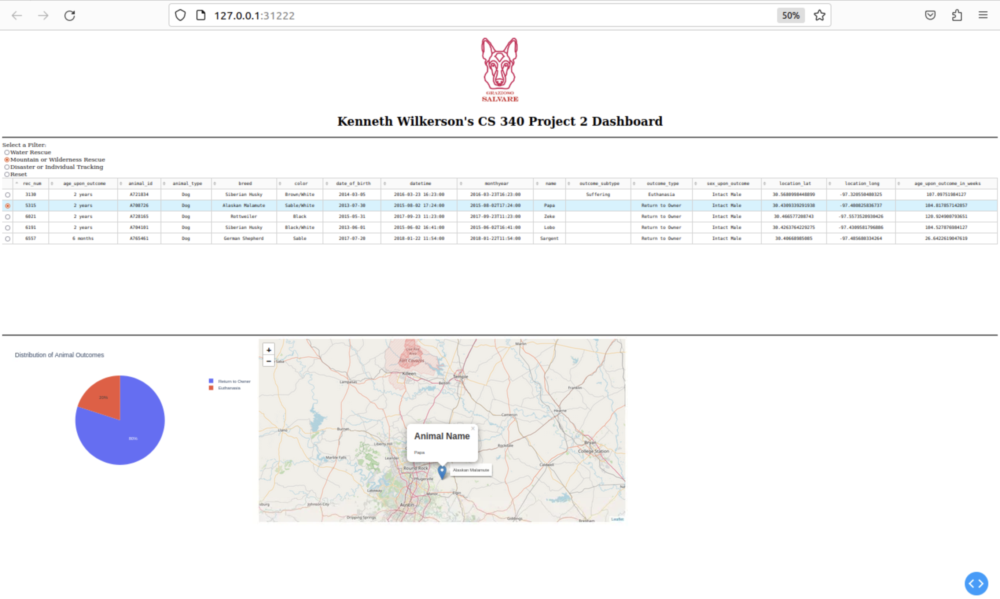 127.0.0.1:31222
50%
GRAZIOSO
SALVARE
Kenneth Wilkerson's CS 340 Project 2 Dashboard
Select a Filter:
Water Rescue
Mountain or Wilderness Rescue
Disaster or Individual Tracking
Reset
rec_num age_upon_outcome animal_id animal_type breed color date_of_birth datetime monthyear name outcome_subtype outcome_type sex_upon_outcome location_lat location_long age_upon_outcome_in_weeks
3130 2 years A721834 Dog Siberian Husky Brown/White 2014-03-05 2016-03-23 16:23:00 2016-03-23T16:23:00 Suffering Euthanasia Intact Male 30.5680998448899 -97.320550480325 107.09751984127
5315 2 years A708726 Dog Alaskan Malamute Sable/White 2013-07-30 2015-08-02 17:24:00 2015-08-02T17:24:00 Papa Return to Owner Intact Male 30.4309339291938 -97.480825836737 104.817857142857
6021 2 years A728165 Dog Rottweiler Black 2015-05-31 2017-09-23 11:23:00 2017-09-23T11:23:00 Zeke Return to Owner Intact Male 30.466577208743 -97.5573520930426 120.924900793651
6191 2 years A704101 Dog Siberian Husky Black/White 2013-06-01 2015-06-02 16:41:00 2015-06-02T16:41:00 Lobo Return to Owner Intact Male 30.4263764229275 -97.4309581796886 104.527876984127
6557 6 months A765461 Dog German Shepherd Sable 2017-07-20 2018-01-22 11:54:00 2018-01-22T11:54:00 Sargent Return to Owner Intact Male 30.40668985085 -97.485680334264 26.6422619047619
Distribution of Animal Outcomes
Return to Owner
Euthanasia
20%
80%
+
−
Marlin
Live Fire
Area
Fort Cavazos
Saba
Killeen
Temple
Lampasas
Belton
Franklin
Hearne
Cameron
Llano
Burnet
Animal Name
Papa
Liberty Hill
Rockdale
Bryan
College Station
Marble Falls
Leander
Caldwell
Round Rock
Alaskan Malamute
Pflugerville
Na
Lakeway
Manor
Elgin
sburg
Johnson City
Austin
Dripping Springs
Giddings
Brenham
Leaflet